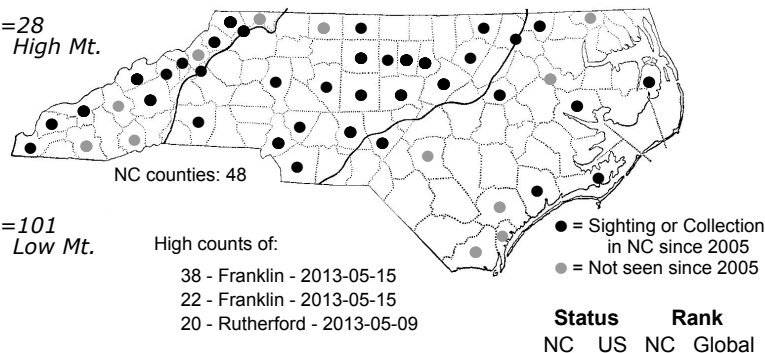 =28
High Mt.
NC counties: 48
=101
Low Mt.
High counts of:
38 - Franklin - 2013-05-15
22 - Franklin - 2013-05-15
20 - Rutherford - 2013-05-09
= Sighting or Collection
in NC since 2005
= Not seen since 2005
Status Rank
NC US NC Global